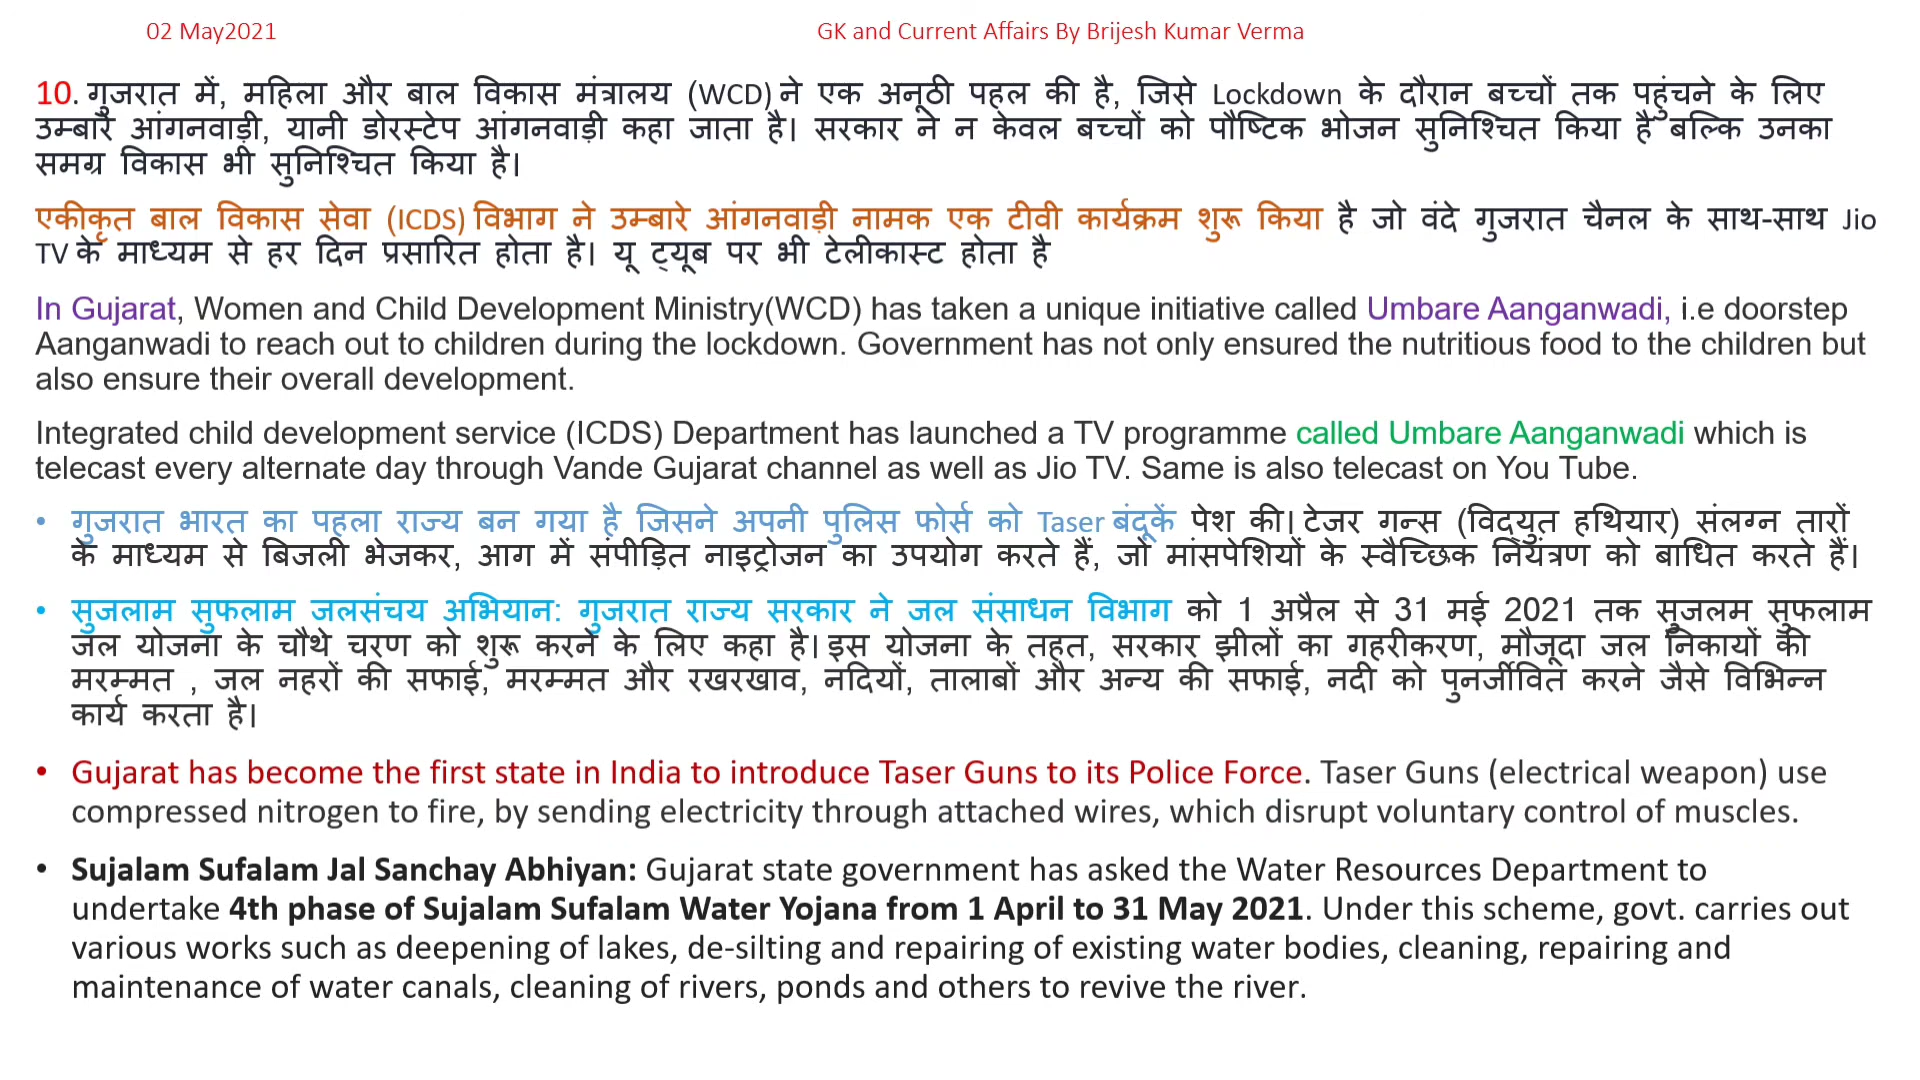 02 May2021
GK and Current Affairs By Brijesh Kumar Verma
10. गुजरात में, महिला और बाल विकास मंत्रालय (WCD) ने एक अनूठी पहल की है, जिसे Lockdown के दौरान बच्चों तक पहुंचने के लिए
उम्बारे आंगनवाड़ी, यानी डोरस्टेप आंगनवाड़ी कहा जाता है। सरकार ने न केवल बच्चों को पौष्टिक भोजन सुनिश्चित किया है बल्कि उनका
समग्र विकास भी सुनिश्चित किया है।
एकीकृत बाल विकास सेवा (ICDS) विभाग ने उम्बारे आंगनवाड़ी नामक एक टीवी कार्यक्रम शुरू किया है जो वंदे गुजरात चैनल के साथ-साथ Jio
TV के माध्यम से हर दिन प्रसारित होता है। यू ट्यूब पर भी टेलीकास्ट होता है
In Gujarat, Women and Child Development Ministry(WCD) has taken a unique initiative called Umbare Aanganwadi, i.e doorstep
Aanganwadi to reach out to children during the lockdown. Government has not only ensured the nutritious food to the children but
also ensure their overall development.
Integrated child development service (ICDS) Department has launched a TV programme called Umbare Aanganwadi which is
telecast every alternate day through Vande Gujarat channel as well as Jio TV. Same is also telecast on You Tube.
• गुजरात भारत का पहला राज्य बन गया है जिसने अपनी पुलिस फोर्स को Taser बंदूकें पेश की। टेजर गन्स (विद्युत हथियार) संलग्न तारों
के माध्यम से बिजली भेजकर, आग में संपीड़ित नाइट्रोजन का उपयोग करते हैं, जो मांसपेशियों के स्वैच्छिक नियंत्रण को बाधित करते हैं।
• सुजलाम सुफलाम जलसंचय अभियान: गुजरात राज्य सरकार ने जल संसाधन विभाग को 1 अप्रैल से 31 मई 2021 तक सुजलम सुफलाम
जल योजना के चौथे चरण को शुरू करने के लिए कहा है। इस योजना के तहत, सरकार झीलों का गहरीकरण, मौजूदा जल निकायों की
मरम्मत , जल नहरों की सफाई, मरम्मत और रखरखाव, नदियों, तालाबों और अन्य की सफाई, नदी को पुनर्जीवित करने जैसे विभिन्न
कार्य करता है।
• Gujarat has become the first state in India to introduce Taser Guns to its Police Force. Taser Guns (electrical weapon) use
compressed nitrogen to fire, by sending electricity through attached wires, which disrupt voluntary control of muscles.
• Sujalam Sufalam Jal Sanchay Abhiyan: Gujarat state government has asked the Water Resources Department to
undertake 4th phase of Sujalam Sufalam Water Yojana from 1 April to 31 May 2021. Under this scheme, govt. carries out
various works such as deepening of lakes, de-silting and repairing of existing water bodies, cleaning, repairing and
maintenance of water canals, cleaning of rivers, ponds and others to revive the river.